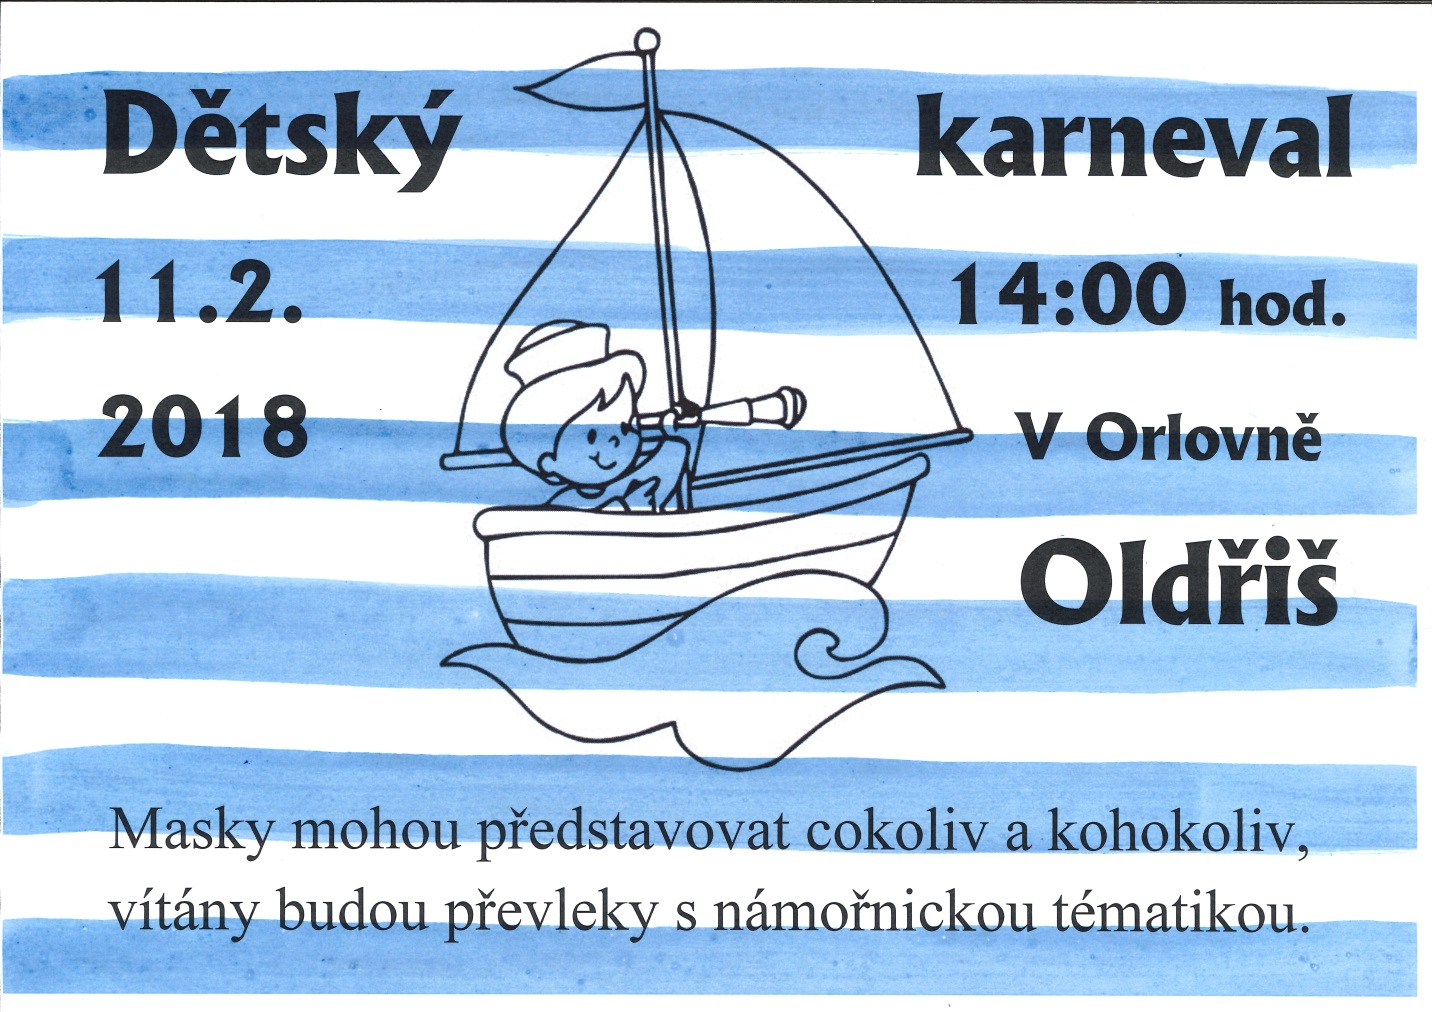 Dětský karneval
11.2. 14:00 hod.
2018 V Orlovně
Oldřiš
Masky mohou představovat cokoliv a kohokoliv,
vítány budou převleky s námořnickou tématikou.